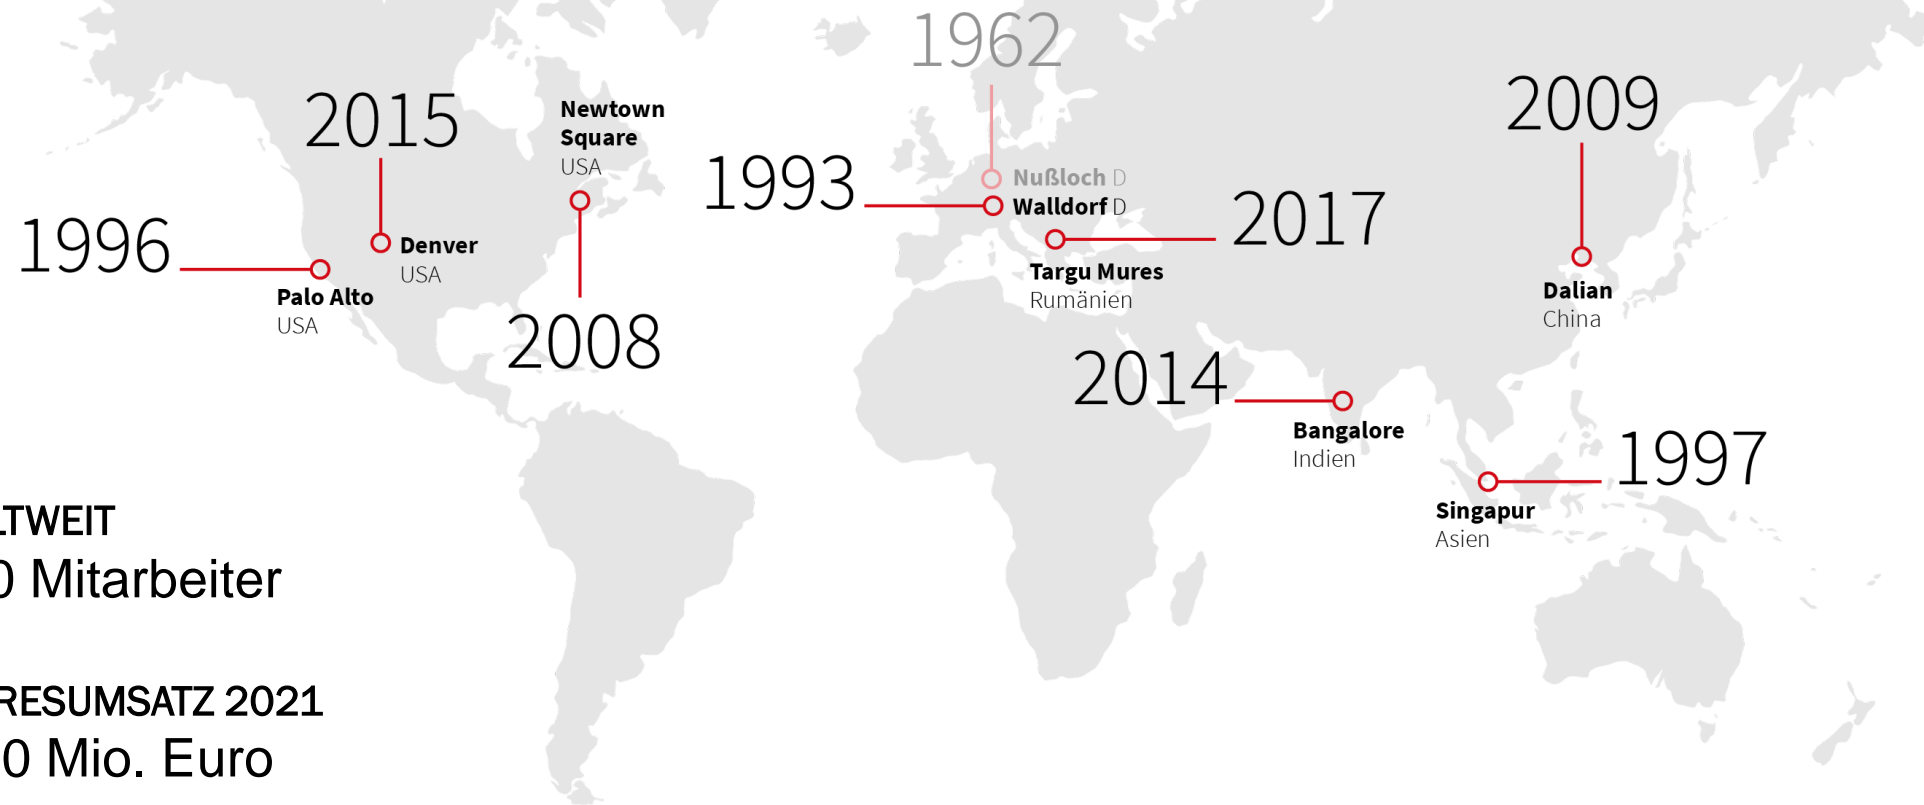 1962
2015
Newtown
Square
USA
2009
1993
Nußloch D
Walldorf D
2017
1996
Denver
USA
Palo Alto
USA
Targu Mures
Rumänien
Dalian
China
2008
2014
Bangalore
Indien
1997
Singapur
Asien
LTWEIT
0 Mitarbeiter
RESUMSATZ 2021
0 Mio. Euro